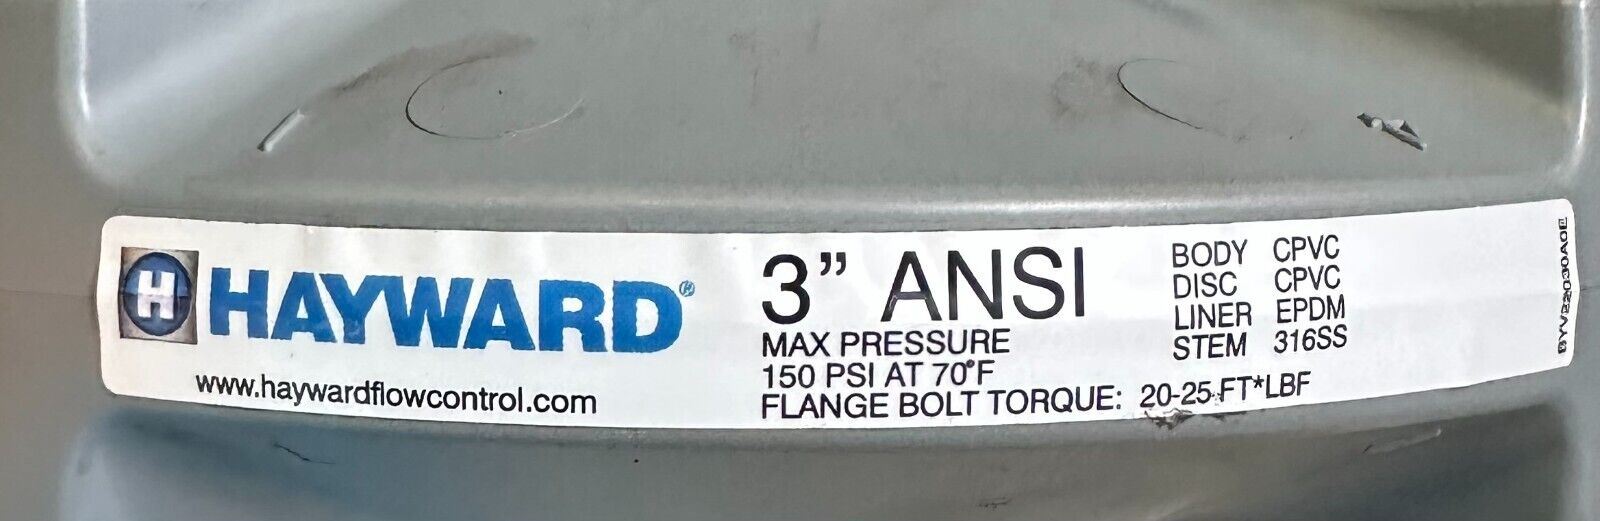 H HAYWARD®
www.haywardflowcontrol.com
3” ANSI
MAX PRESSURE
150 PSI AT 70°F
FLANGE BOLT TORQUE: 20-25 FT*LBF
BODY CPVC
DISC CPVC
LINER EPDM
STEM 316SS